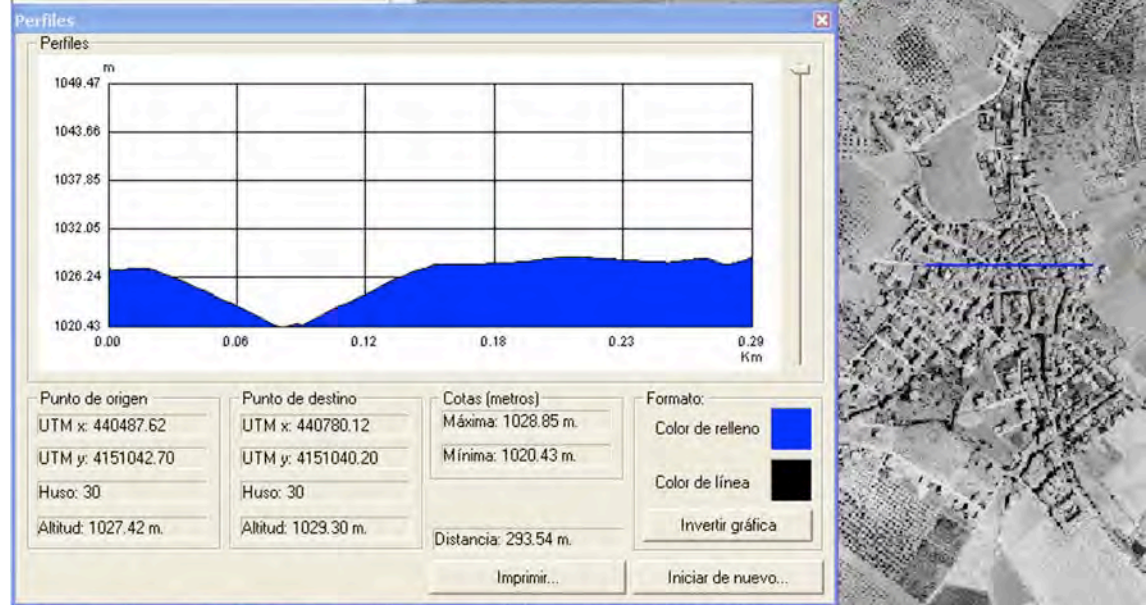 Perfiles
Perfiles
m
1049.47
1043.66
1037.85
1032.05
1026.24
1020.43
0.00 0.06 0.12 0.18 0.23 0.29
Km
Punto de origen
UTM x: 440487.62
UTM y: 4151042.70
Huso: 30
Altitud: 1027.42 m.
Punto de destino
UTM x: 440780.12
UTM y: 4151040.20
Huso: 30
Altitud: 1029.30 m.
Cotas (metros)
Máxima: 1028.85 m.
Mínima: 1020.43 m.
Distancia: 293.54 m.
Formato:
Color de relleno
Color de línea
Invertir gráfica
Imprimir...
Iniciar de nuevo...